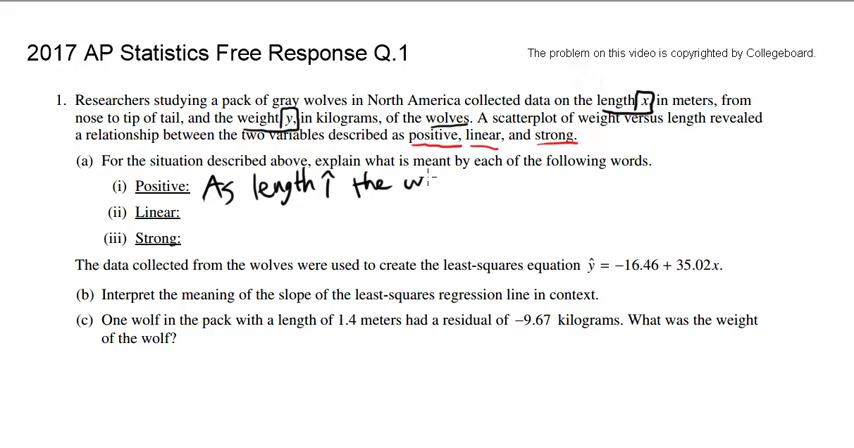 2017 AP Statistics Free Response Q.1
The problem on this video is copyrighted by Collegeboard.
1. Researchers studying a pack of gray wolves in North America collected data on the length, x, in meters, from
nose to tip of tail, and the weight, y, in kilograms, of the wolves. A scatterplot of weight versus length revealed
a relationship between the two variables described as positive, linear, and strong.
(a) For the situation described above, explain what is meant by each of the following words.
(i) Positive: As length ↑ the w
(ii) Linear:
(iii) Strong:
The data collected from the wolves were used to create the least-squares equation ŷ = −16.46 + 35.02x.
(b) Interpret the meaning of the slope of the least-squares regression line in context.
(c) One wolf in the pack with a length of 1.4 meters had a residual of −9.67 kilograms. What was the weight
of the wolf?